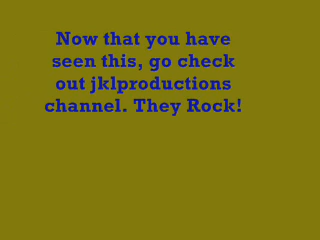 Now that you have
seen this, go check
out jklproductions
channel. They Rock!